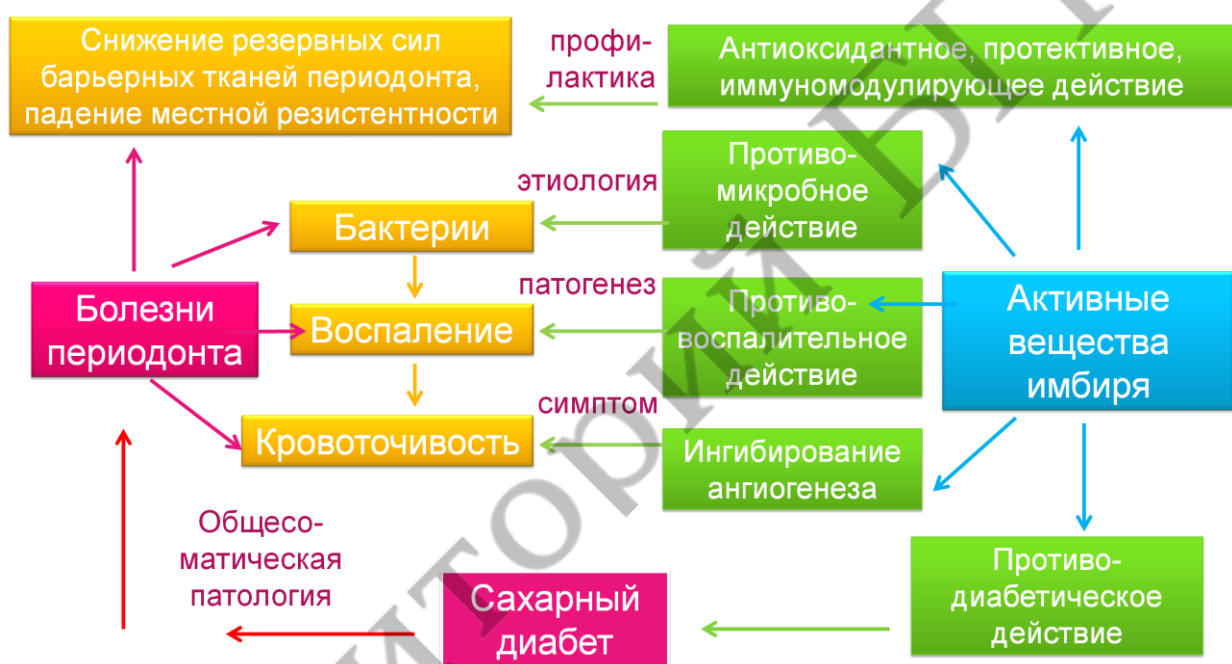 Снижение резервных сил
барьерных тканей периодонта,
падение местной резистентности
профи-
лактика
Антиоксидантное, протективное,
иммуномодулирующее действие
этиология
Противо-
микробное
действие
Бактерии
Болезни
периодонта
патогенез
Воспаление
Противо-
воспалительное
действие
Активные
вещества
имбиря
симптом
Кровоточивость
Ингибирование
ангиогенеза
Общесо-
матическая
патология
Сахарный
диабет
Противо-
диабетическое
действие